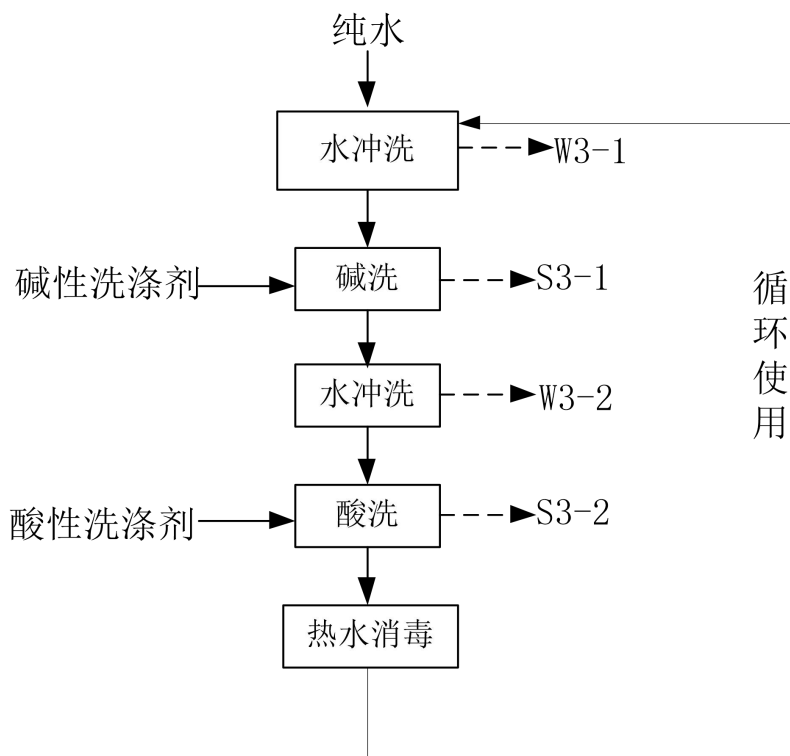 纯水
水冲洗
W3-1
碱性洗涤剂
碱洗
S3-1
循环使用
水冲洗
W3-2
酸性洗涤剂
酸洗
S3-2
热水消毒